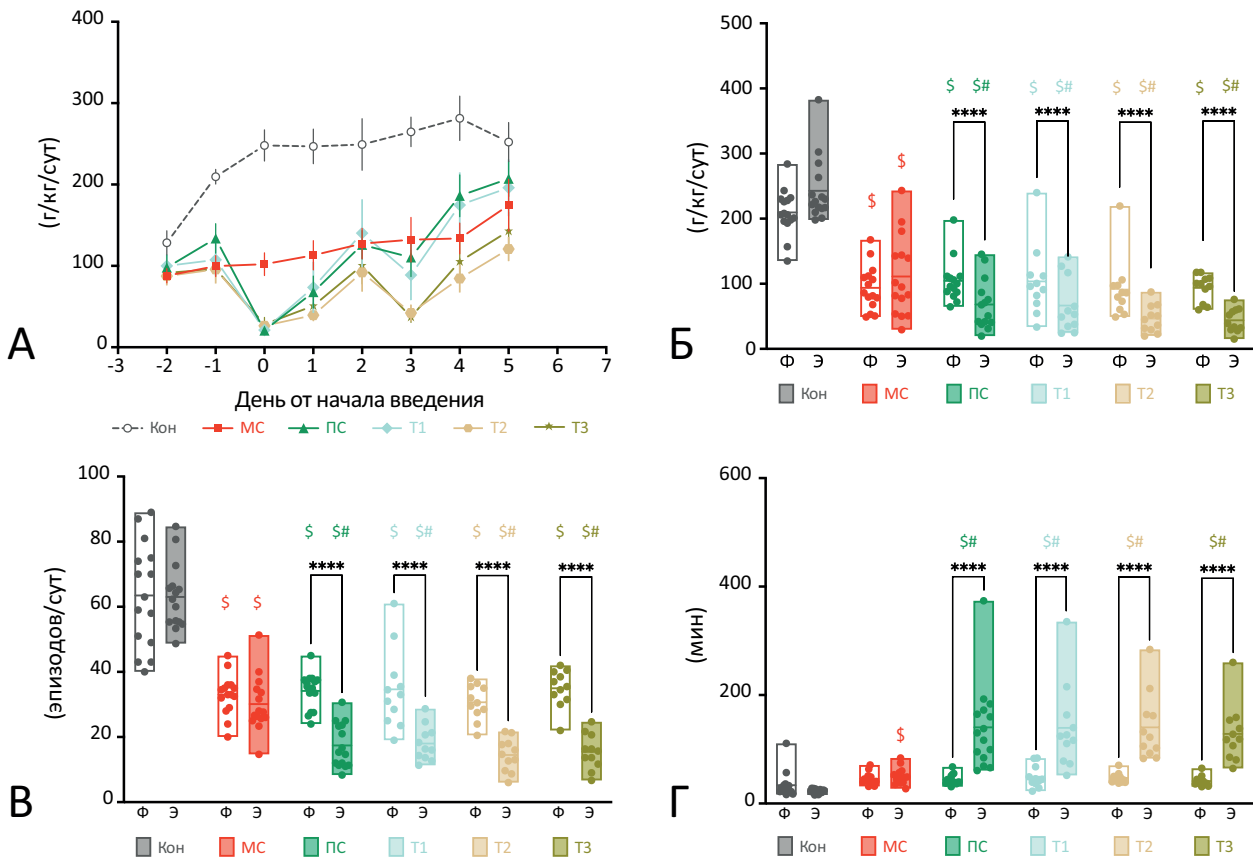 А
(г/кг/сут)
400
300
200
100
0
-3 -2 -1 0 1 2 3 4 5 6 7
День от начала введения
Кон МС ПС Т1 Т2 Т3
Б
(г/кг/сут)
500
400
300
200
100
0
$ $ $ $# $ $# $ $# $ $#
**** **** **** ****
Ф Э Ф Э Ф Э Ф Э Ф Э Ф Э
Кон МС ПС Т1 Т2 Т3
В
(эпизодов/сут)
100
80
60
40
20
0
$ $ $ $# $ $# $ $# $ $#
**** **** **** ****
Ф Э Ф Э Ф Э Ф Э Ф Э Ф Э
Кон МС ПС Т1 Т2 Т3
Г
(мин)
600
400
200
0
$ $# $# $# $#
**** **** **** ****
Ф Э Ф Э Ф Э Ф Э Ф Э Ф Э
Кон МС ПС Т1 Т2 Т3